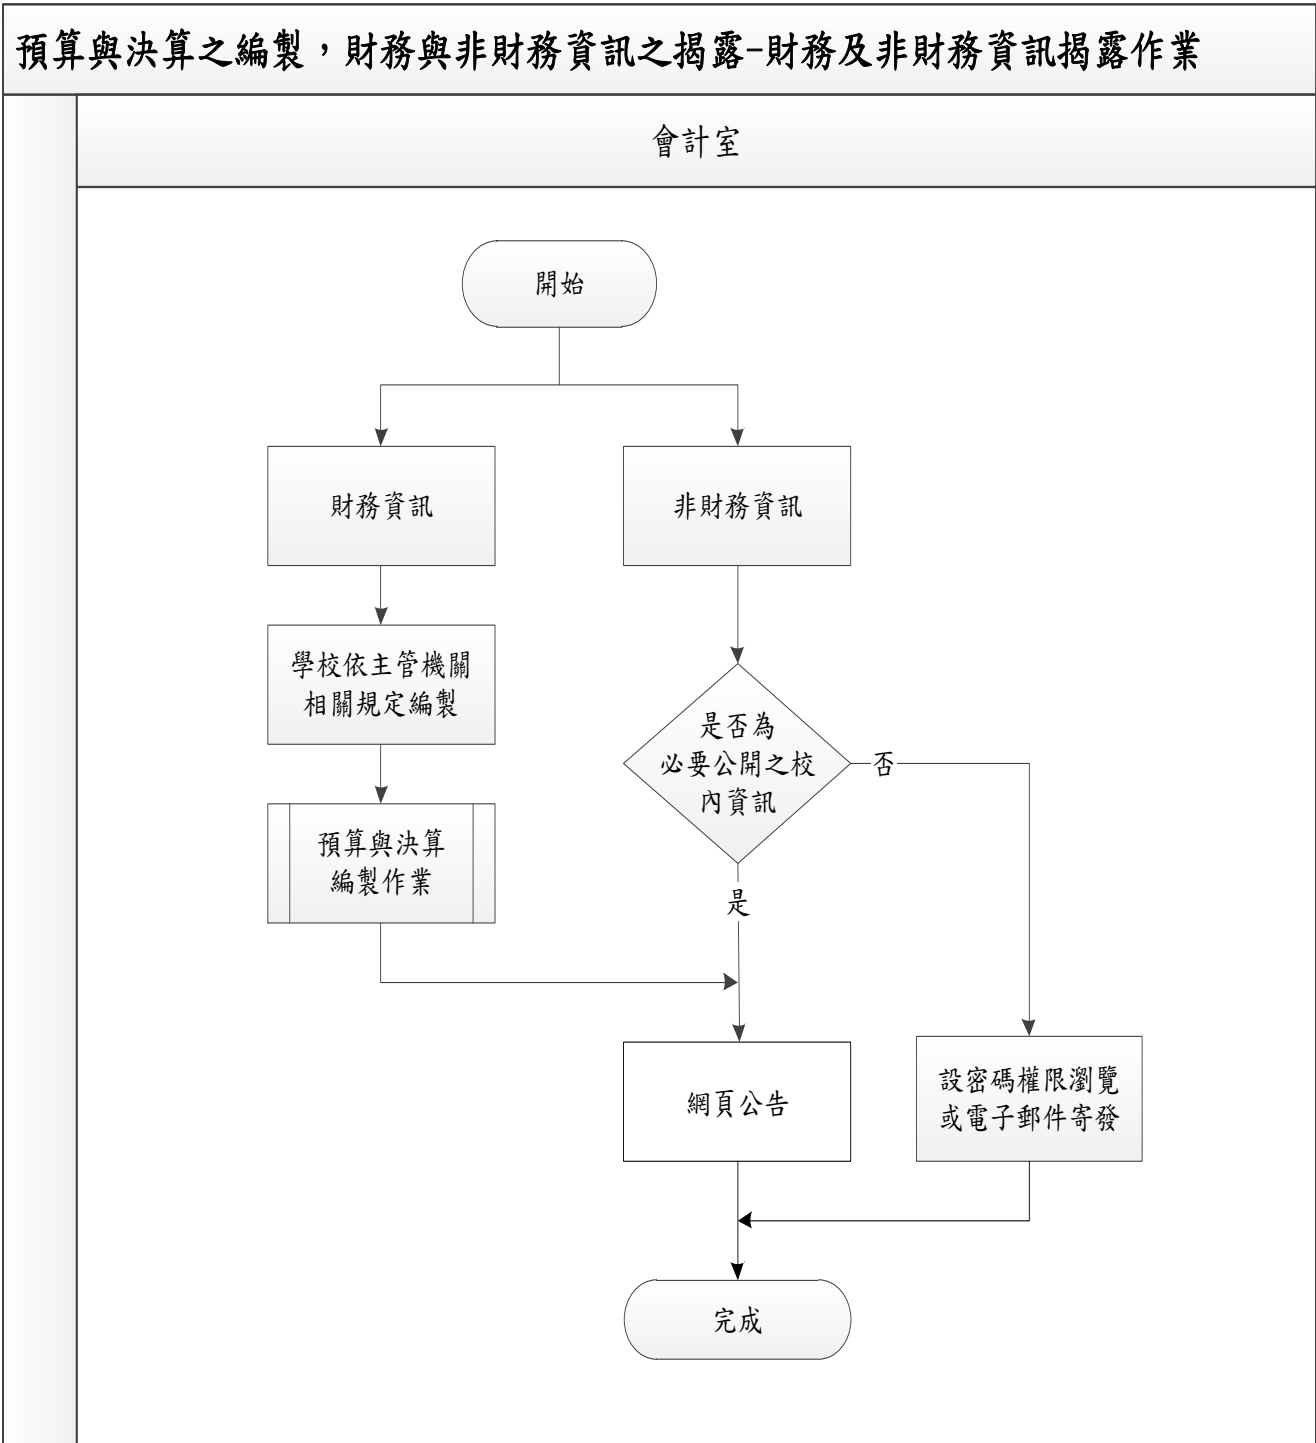 預算與決算之編製，財務與非財務資訊之揭露-財務及非財務資訊揭露作業
會計室
開始
財務資訊
非財務資訊
學校依主管機關
相關規定編製
是否為
必要公開之校
內資訊
否
預算與決算
編製作業
是
網頁公告
設密碼權限瀏覽
或電子郵件寄發
完成